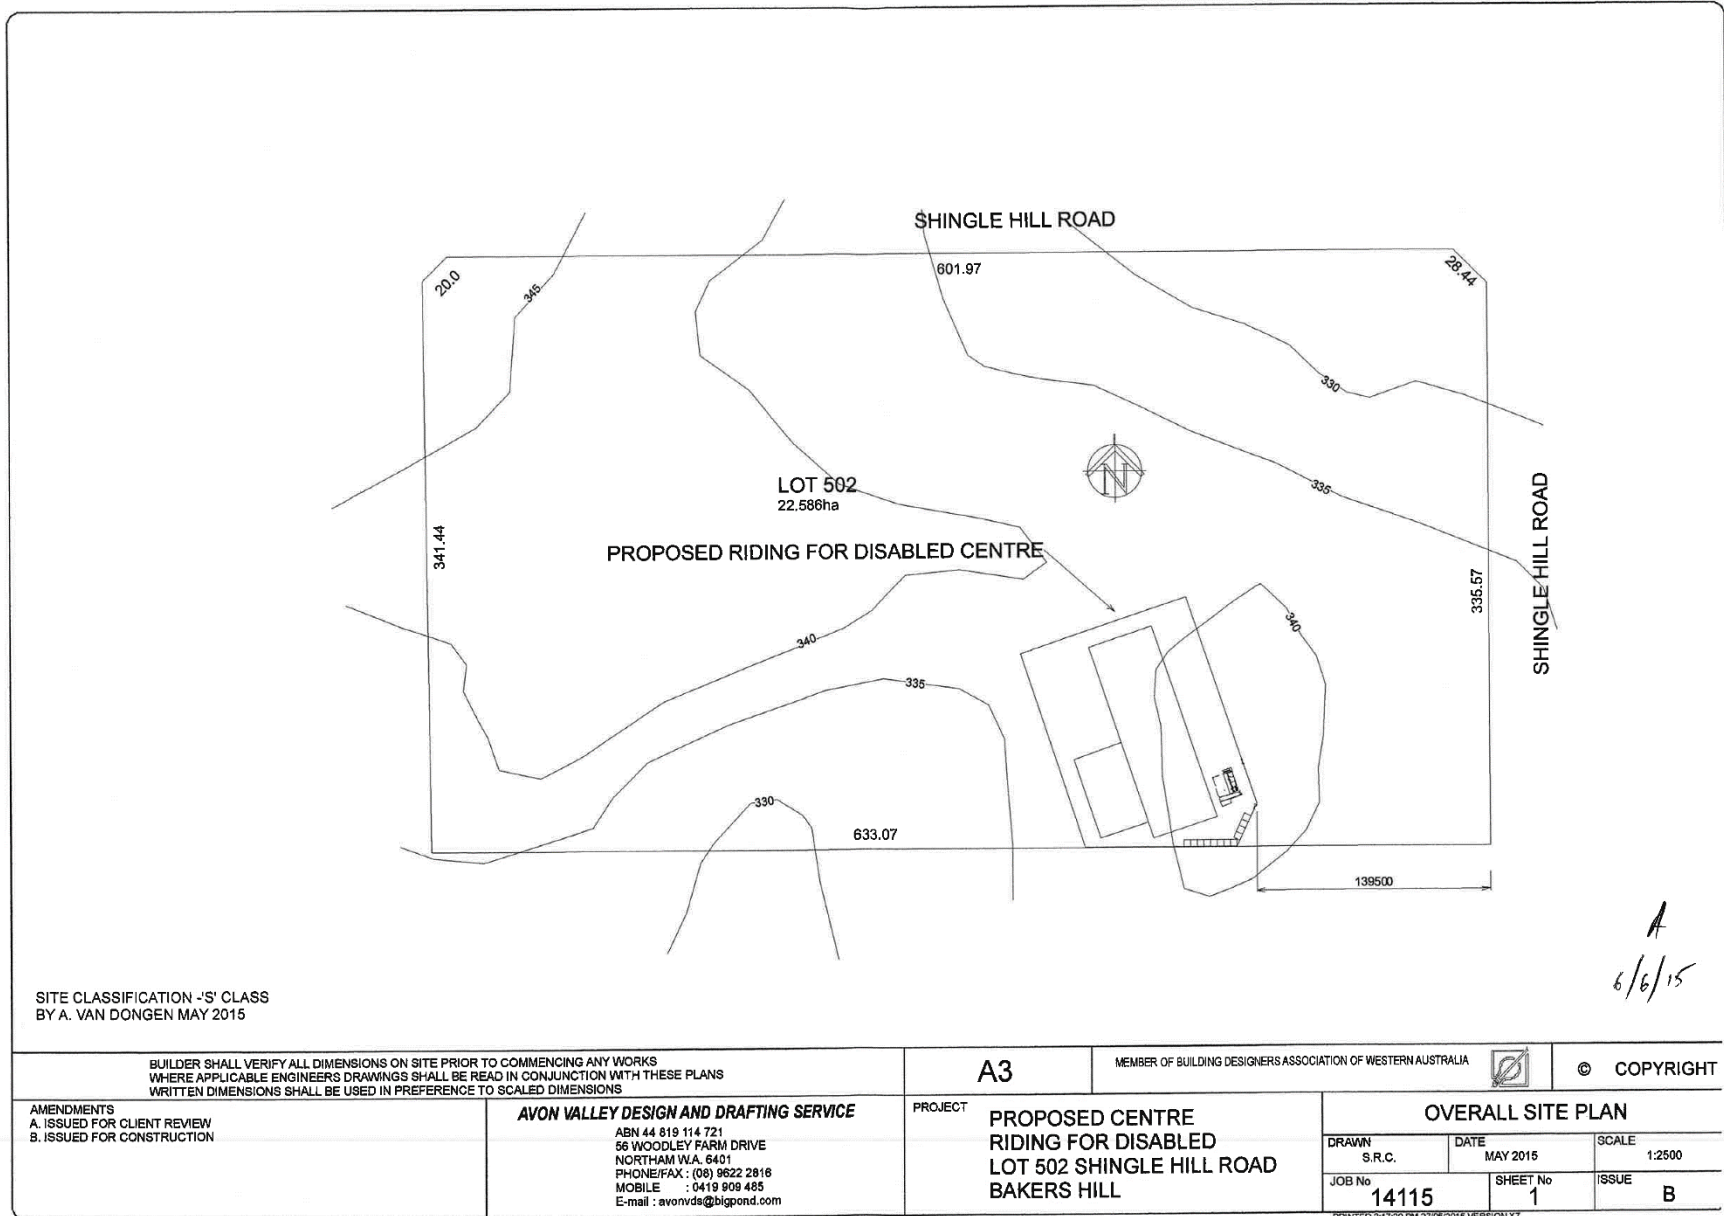 SHINGLE HILL ROAD
601.97
20.0
28.44
345
330
LOT 502
22.586ha
335
SHINGLE HILL ROAD
341.44
PROPOSED RIDING FOR DISABLED CENTRE
335.57
N
340
340
335
330
633.07
139500
A
6/6/15
SITE CLASSIFICATION -'S' CLASS
BY A. VAN DONGEN MAY 2015
BUILDER SHALL VERIFY ALL DIMENSIONS ON SITE PRIOR TO COMMENCING ANY WORKS
WHERE APPLICABLE ENGINEERS DRAWINGS SHALL BE READ IN CONJUNCTION WITH THESE PLANS
WRITTEN DIMENSIONS SHALL BE USED IN PREFERENCE TO SCALED DIMENSIONS
A3
MEMBER OF BUILDING DESIGNERS ASSOCIATION OF WESTERN AUSTRALIA
© COPYRIGHT
AMENDMENTS
A. ISSUED FOR CLIENT REVIEW
B. ISSUED FOR CONSTRUCTION
AVON VALLEY DESIGN AND DRAFTING SERVICE
ABN 44 819 114 721
56 WOODLEY FARM DRIVE
NORTHAM W.A. 6401
PHONE/FAX : (08) 9622 2816
MOBILE : 0419 909 485
E-mail : avonvds@bigpond.com
PROJECT
PROPOSED CENTRE
RIDING FOR DISABLED
LOT 502 SHINGLE HILL ROAD
BAKERS HILL
OVERALL SITE PLAN
DRAWN
S.R.C.
DATE
MAY 2015
SCALE
1:2500
JOB No
14115
SHEET No
1
ISSUE
B